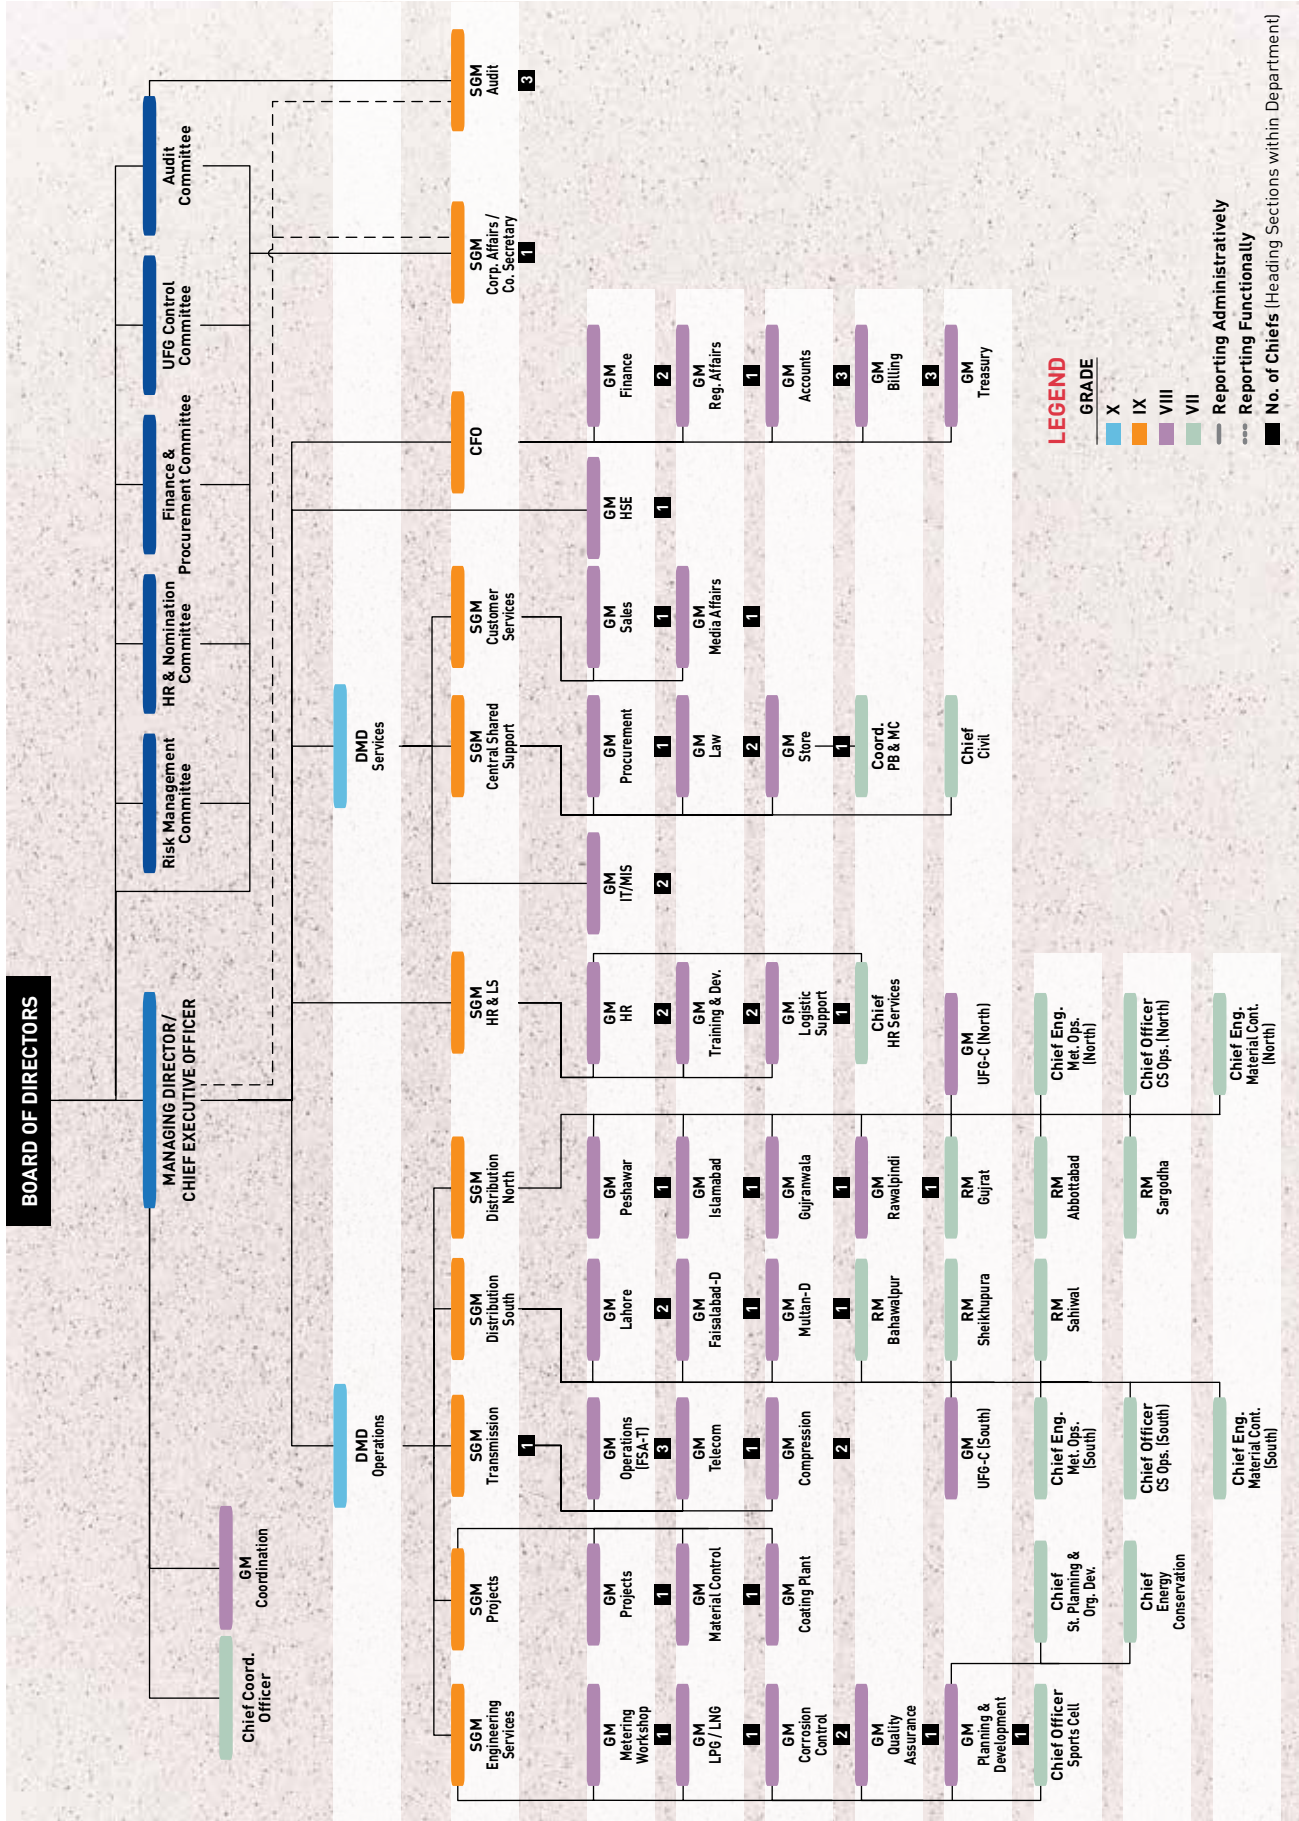 BOARD OF DIRECTORS
MANAGING DIRECTOR/
CHIEF EXECUTIVE OFFICER
Risk Management
Committee
HR & Nomination
Committee
Finance &
Procurement Committee
UFG Control
Committee
Audit
Committee
Chief Coord.
Officer
GM
Coordination
DMD
Operations
DMD
Services
SGM
Engineering
Services
SGM
Projects
SGM
Transmission
1
SGM
Distribution
South
SGM
Distribution
North
SGM
HR & LS
SGM
Central Shared
Support
SGM
Customer
Services
CFO
SGM
Corp. Affairs /
Co. Secretary
1
SGM
Audit
3
GM
Metering
Workshop
1
GM
LPG / LNG
1
GM
Corrosion
Control
2
GM
Quality
Assurance
1
GM
Planning &
Development
1
Chief Officer
Sports Cell
Chief
St. Planning &
Org. Dev.
Chief
Energy
Conservation
GM
Projects
1
GM
Material Control
1
GM
Coating Plant
GM
Operations
(FSA-T)
3
GM
Telecom
1
GM
Compression
2
GM
UFG-C (South)
Chief Eng.
Met. Ops.
(South)
Chief Officer
CS Ops. (South)
Chief Eng.
Material Cont.
(South)
GM
Lahore
2
GM
Faisalabad-D
1
GM
Multan-D
1
RM
Bahawalpur
RM
Sheikhupura
RM
Sahiwal
GM
Peshawar
1
GM
Islamabad
1
GM
Gujranwala
1
GM
Rawalpindi
1
RM
Gujrat
RM
Abbottabad
RM
Sargodha
GM
UFG-C (North)
Chief Eng.
Met. Ops.
(North)
Chief Officer
CS Ops. (North)
Chief Eng.
Material Cont.
(North)
GM
HR
2
GM
Training & Dev.
2
GM
Logistic
Support
1
Chief
HR Services
GM
IT/MIS
2
GM
Procurement
1
GM
Law
2
GM
Store
1
Coord.
PB & MC
Chief
Civil
GM
Sales
1
GM
Media Affairs
1
GM
HSE
1
GM
Finance
2
GM
Reg. Affairs
1
GM
Accounts
3
GM
Billing
3
GM
Treasury
LEGEND
GRADE
X
IX
VIII
VII
Reporting Administratively
Reporting Functionally
No. of Chiefs (Heading Sections within Department)